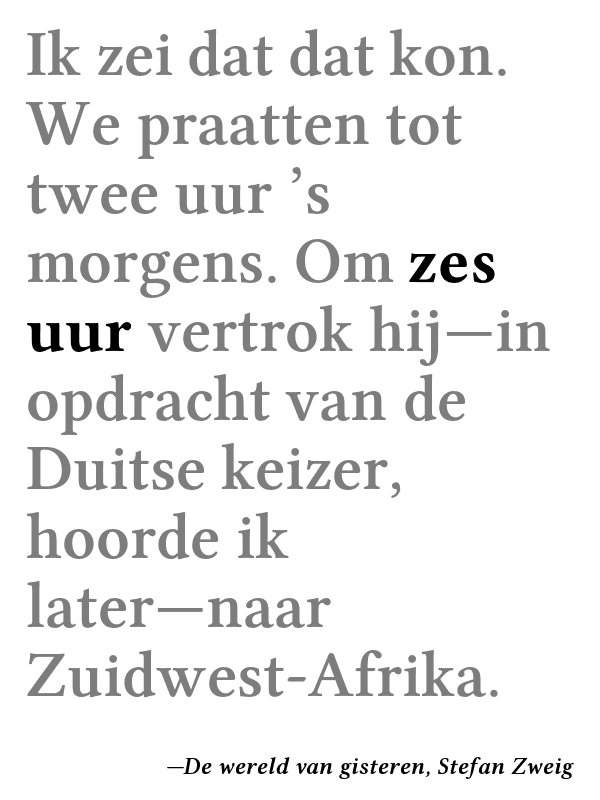 Ik zei dat dat kon.
We praatten tot
twee uur ’s
morgens. Om zes
uur vertrok hij—in
opdracht van de
Duitse keizer,
hoorde ik
later—naar
Zuidwest-Afrika.
—De wereld van gisteren, Stefan Zweig